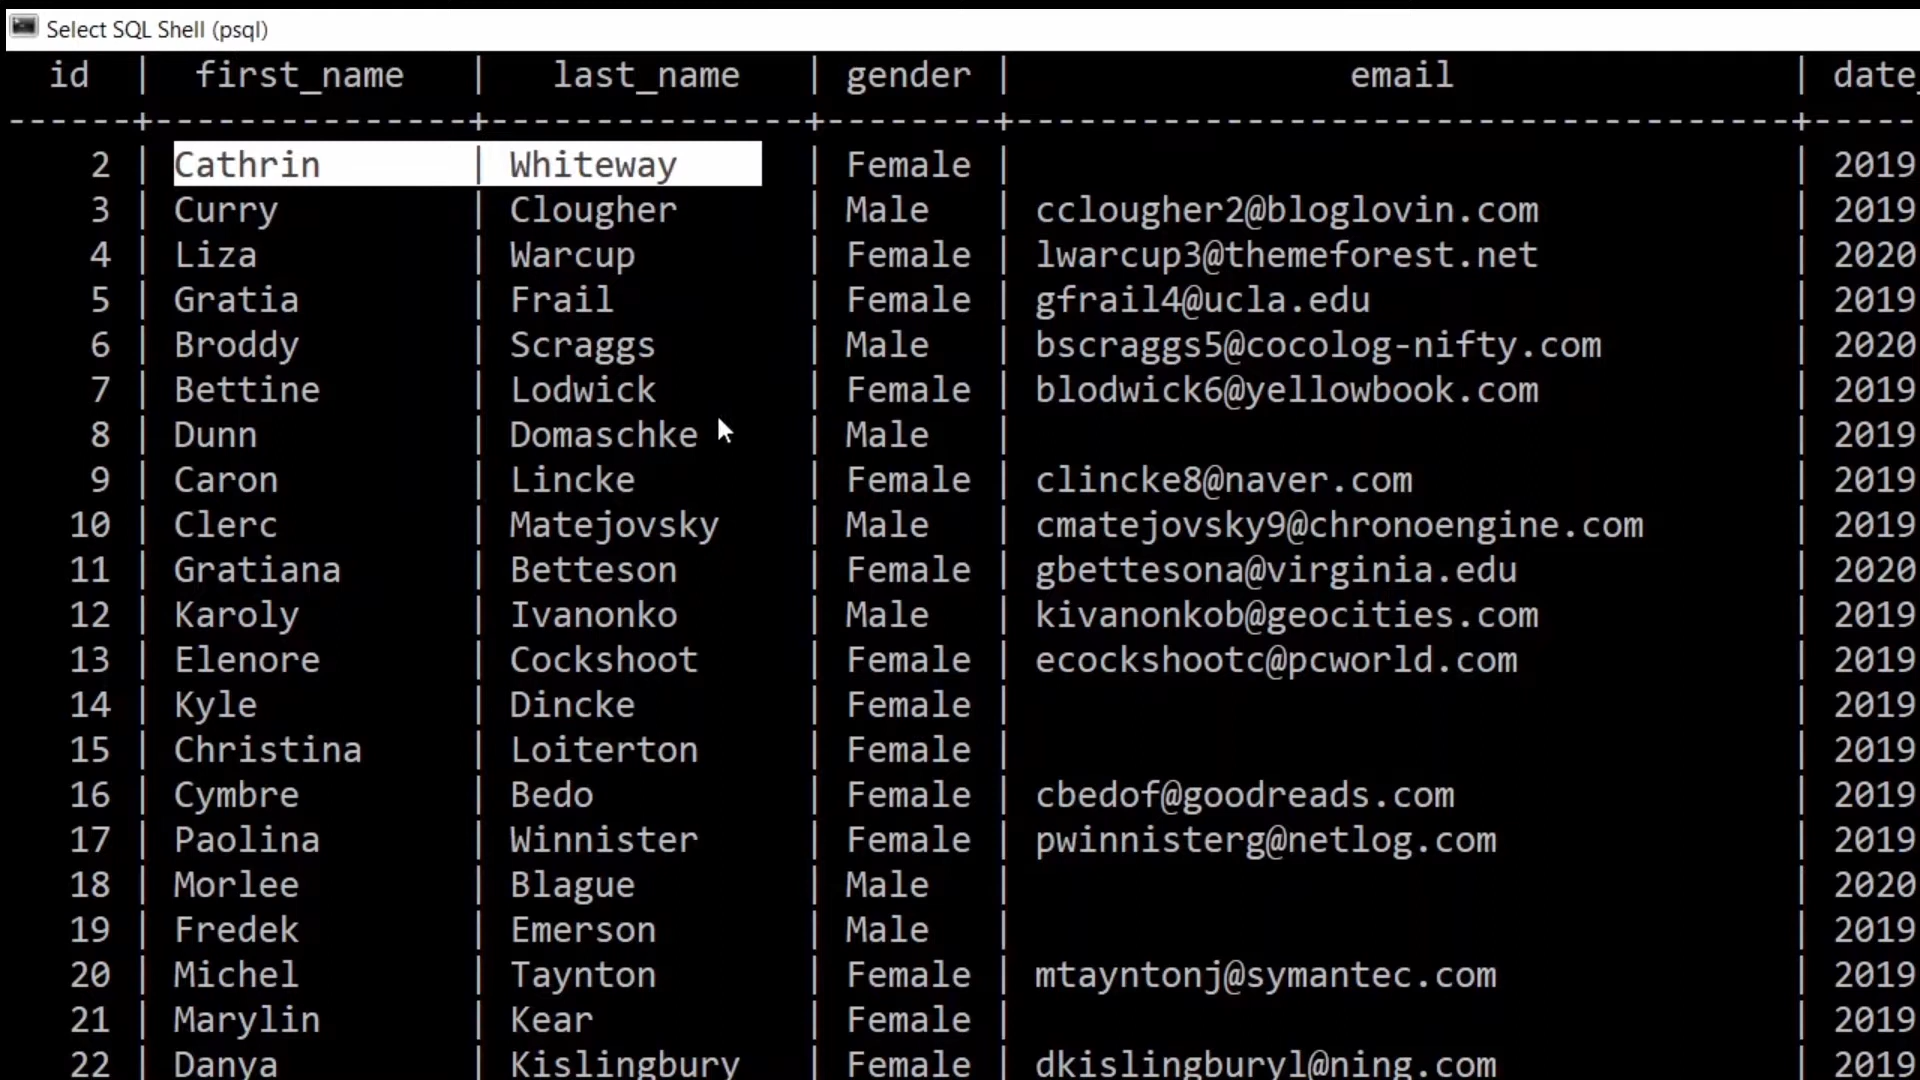 Select SQL Shell (psql)
id | first_name | last_name | gender | email | date_
------+---------------+---------------+--------+-------------------------------------+-----
2 | Cathrin | Whiteway | Female | | 2019
3 | Curry | Clougher | Male | cclougher2@bloglovin.com | 2019
4 | Liza | Warcup | Female | lwarcup3@themeforest.net | 2020
5 | Gratia | Frail | Female | gfrail4@ucla.edu | 2019
6 | Broddy | Scraggs | Male | bscraggs5@cocolog-nifty.com | 2020
7 | Bettine | Lodwick | Female | blodwick6@yellowbook.com | 2019
8 | Dunn | Domaschke | Male | | 2019
9 | Caron | Lincke | Female | clincke8@naver.com | 2019
10 | Clerc | Matejovsky | Male | cmatejovsky9@chronoengine.com | 2019
11 | Gratiana | Betteson | Female | gbettesona@virginia.edu | 2020
12 | Karoly | Ivanonko | Male | kivanonkob@geocities.com | 2019
13 | Elenore | Cockshoot | Female | ecockshootc@pcworld.com | 2019
14 | Kyle | Dincke | Female | | 2019
15 | Christina | Loiterton | Female | | 2019
16 | Cymbre | Bedo | Female | cbedof@goodreads.com | 2019
17 | Paolina | Winnister | Female | pwinnisterg@netlog.com | 2019
18 | Morlee | Blague | Male | | 2020
19 | Fredek | Emerson | Male | | 2019
20 | Michel | Taynton | Female | mtayntonj@symantec.com | 2019
21 | Marylin | Kear | Female | | 2019
22 | Danya | Kislingbury | Female | dkislingburyl@ning.com | 2019